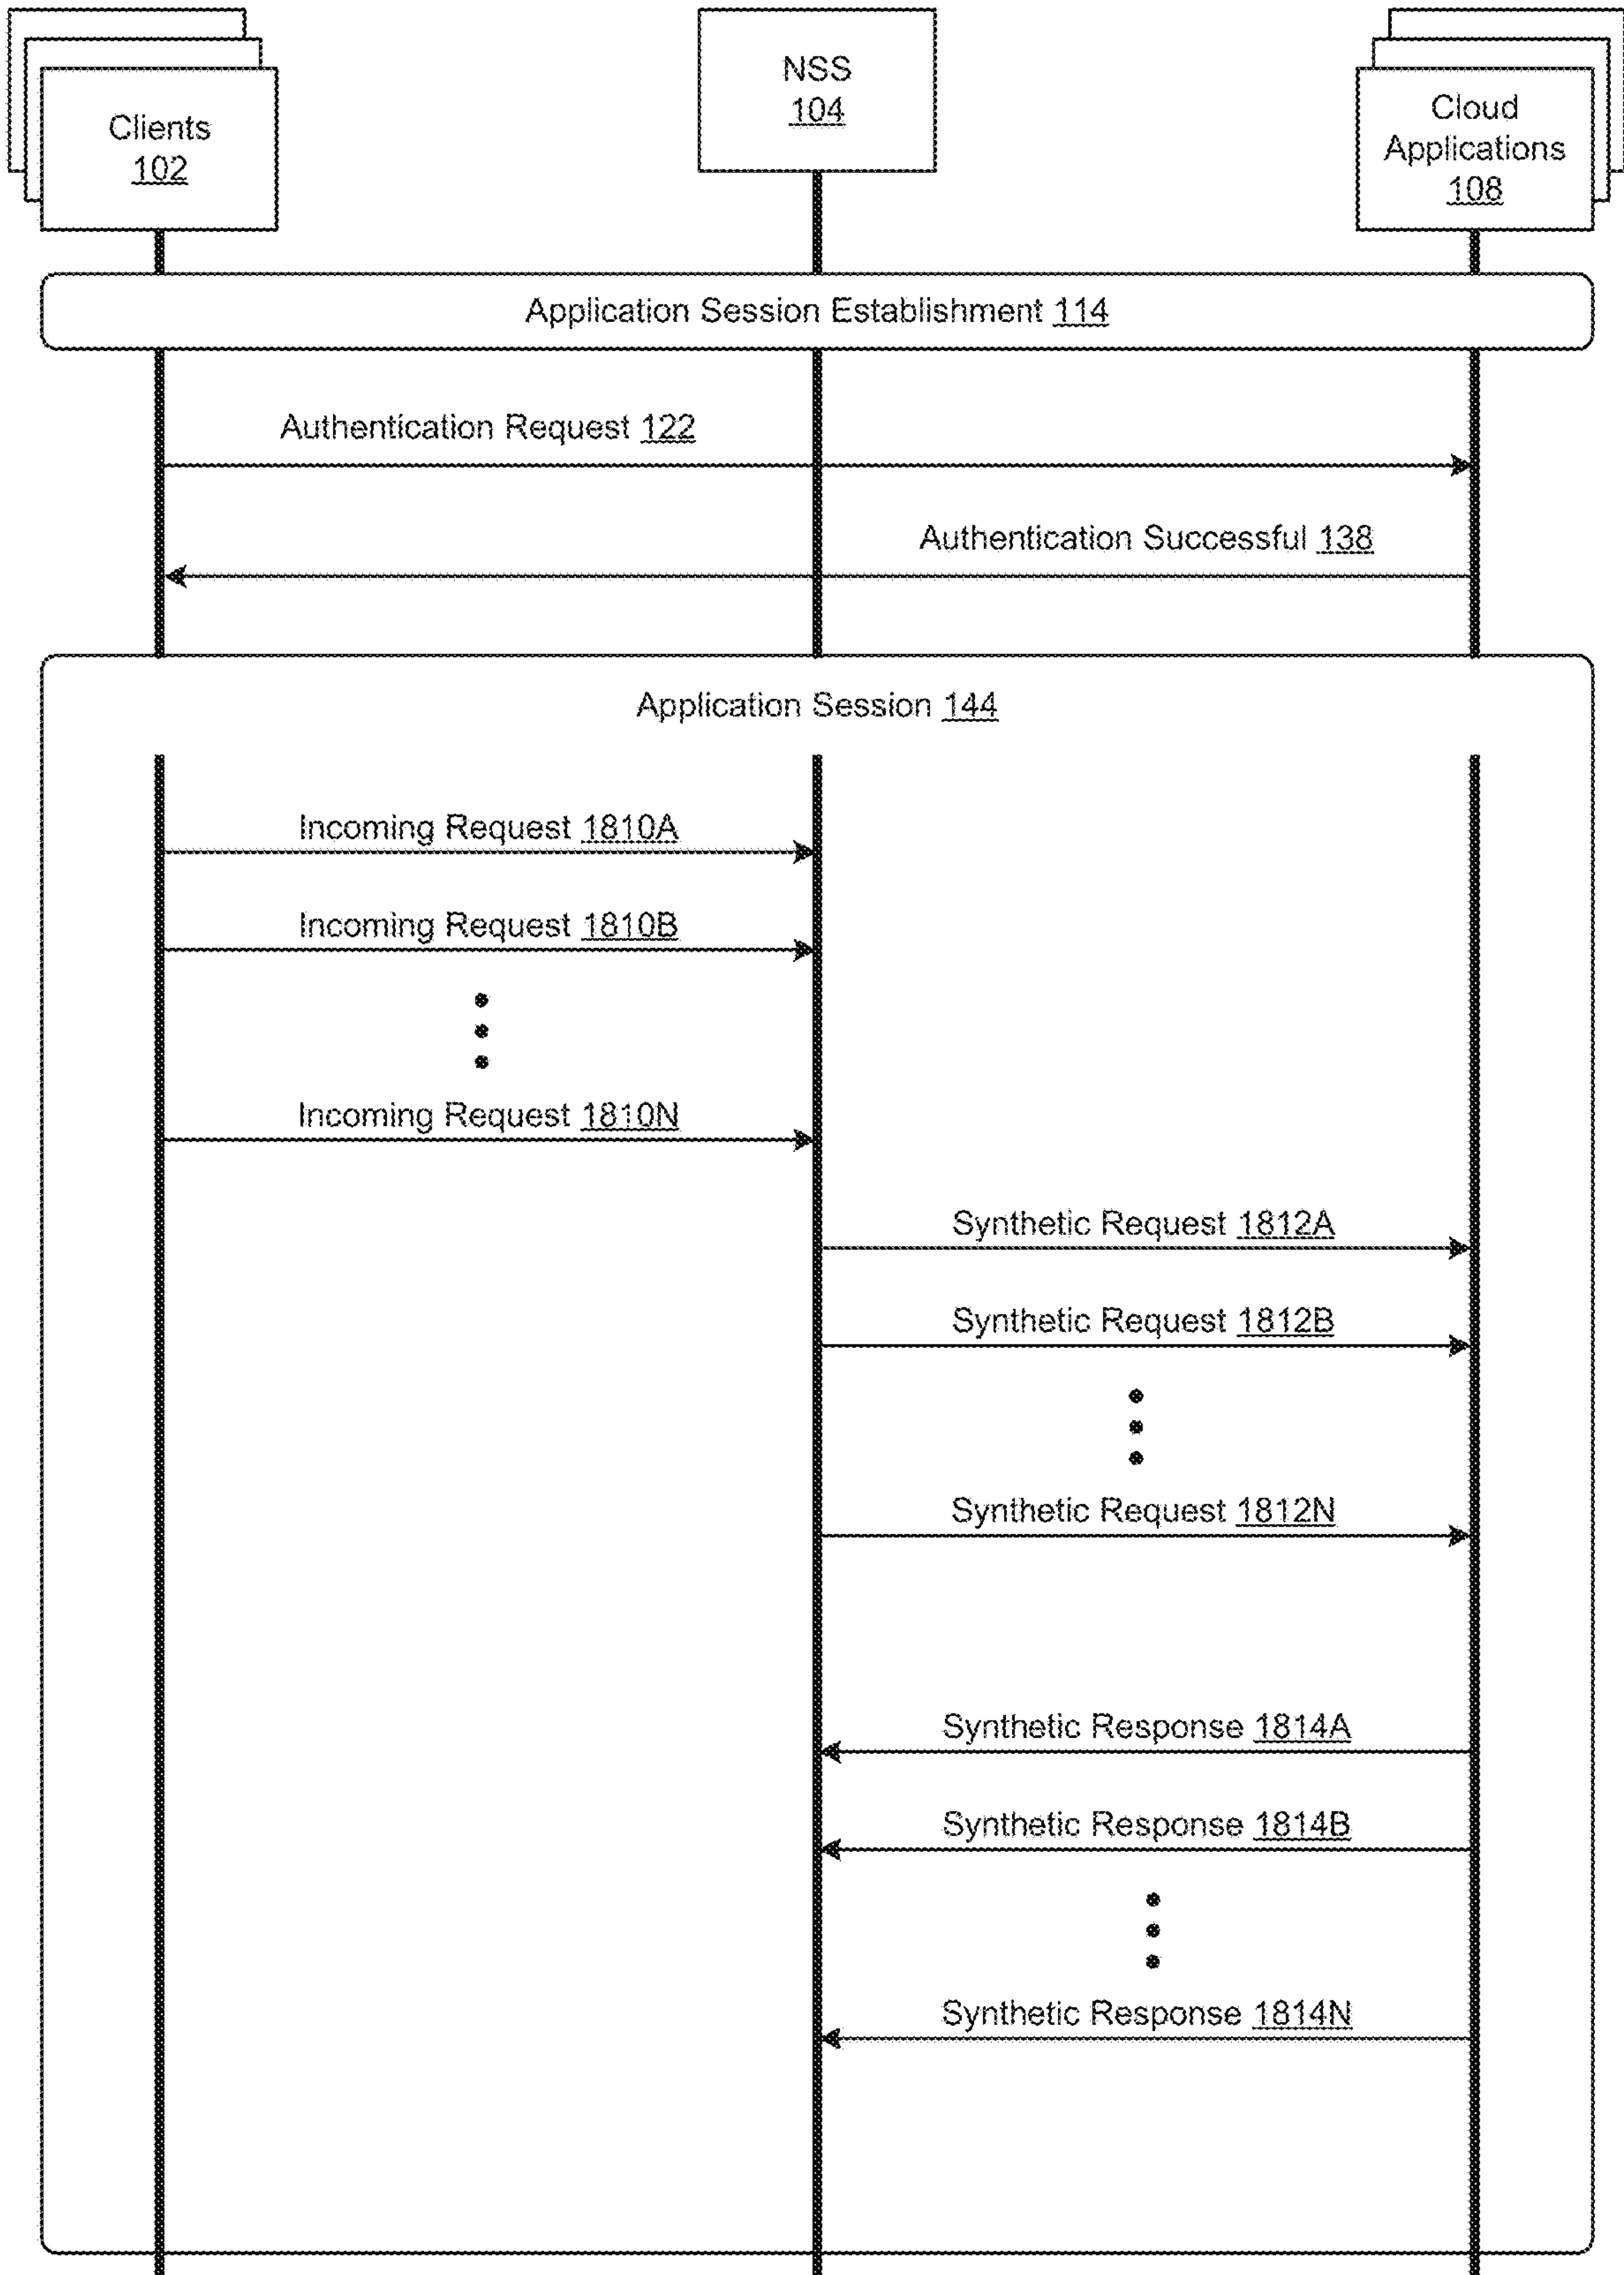 Clients
102
NSS
104
Cloud
Applications
108
Application Session Establishment 114
Authentication Request 122
Authentication Successful 138
Application Session 144
Incoming Request 1810A
Incoming Request 1810B
Incoming Request 1810N
Synthetic Request 1812A
Synthetic Request 1812B
Synthetic Request 1812N
Synthetic Response 1814A
Synthetic Response 1814B
Synthetic Response 1814N